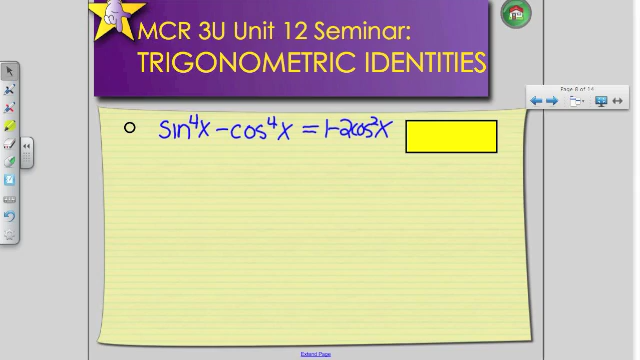 MCR 3U Unit 12 Seminar:
TRIGONOMETRIC IDENTITIES
Page 8 of 14
sin⁴x - cos⁴x = 1-2cos²x
Extend Page